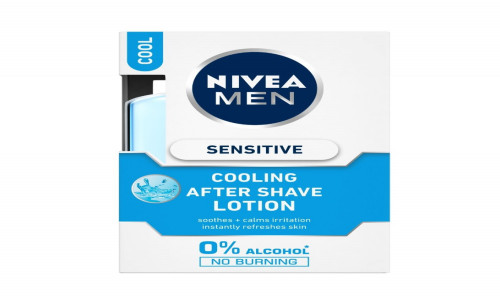 COOL
NIVEA
MEN
SENSITIVE
COOLING
AFTER SHAVE
LOTION
soothes + calms irritation
instantly refreshes skin
0% ALCOHOL*
NO BURNING